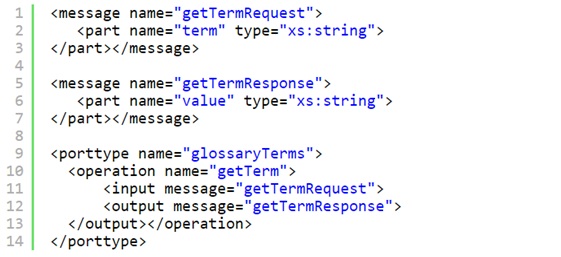 1 <message name="getTermRequest">
2    <part name="term" type="xs:string">
3 </part></message>
4
5 <message name="getTermResponse">
6    <part name="value" type="xs:string">
7 </part></message>
8
9 <porttype name="glossaryTerms">
10   <operation name="getTerm">
11       <input message="getTermRequest">
12       <output message="getTermResponse">
13   </output></operation>
14 </porttype>